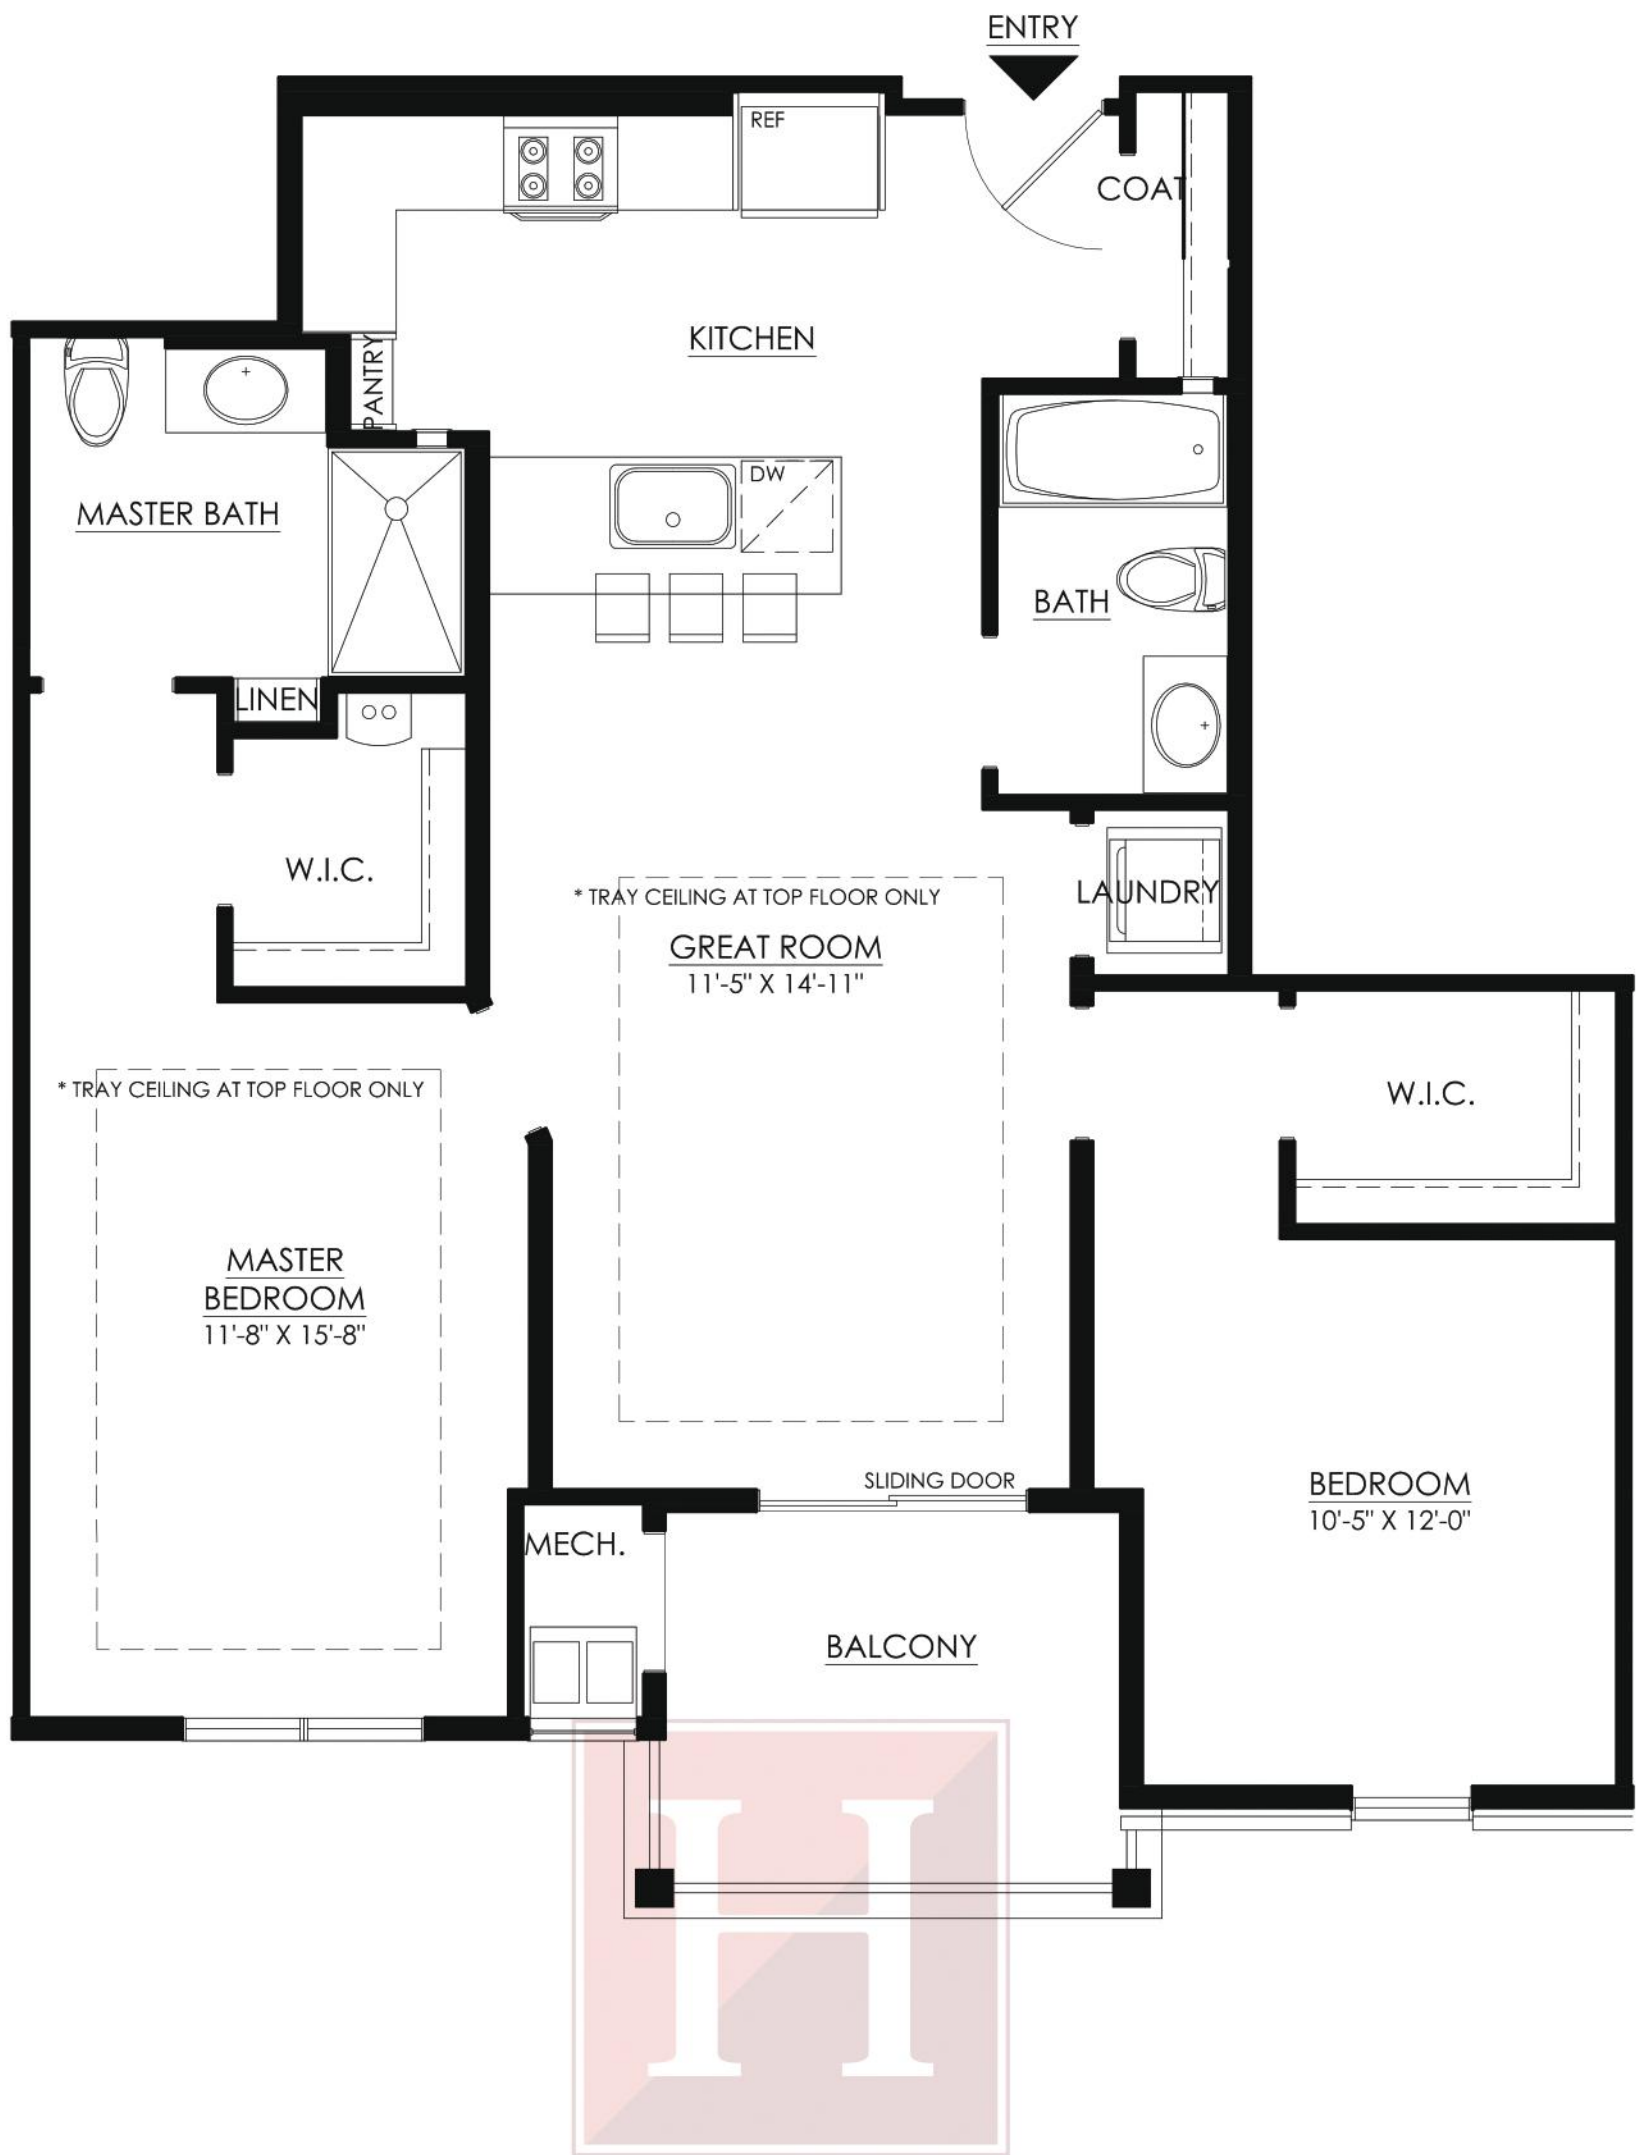 ENTRY
REF
COAT
KITCHEN
PANTRY
DW
MASTER BATH
BATH
LINEN
W.I.C.
LAUNDRY
* TRAY CEILING AT TOP FLOOR ONLY
GREAT ROOM
11'-5" X 14'-11"
* TRAY CEILING AT TOP FLOOR ONLY
W.I.C.
MASTER
BEDROOM
11'-8" X 15'-8"
SLIDING DOOR
BEDROOM
10'-5" X 12'-0"
MECH.
BALCONY
H